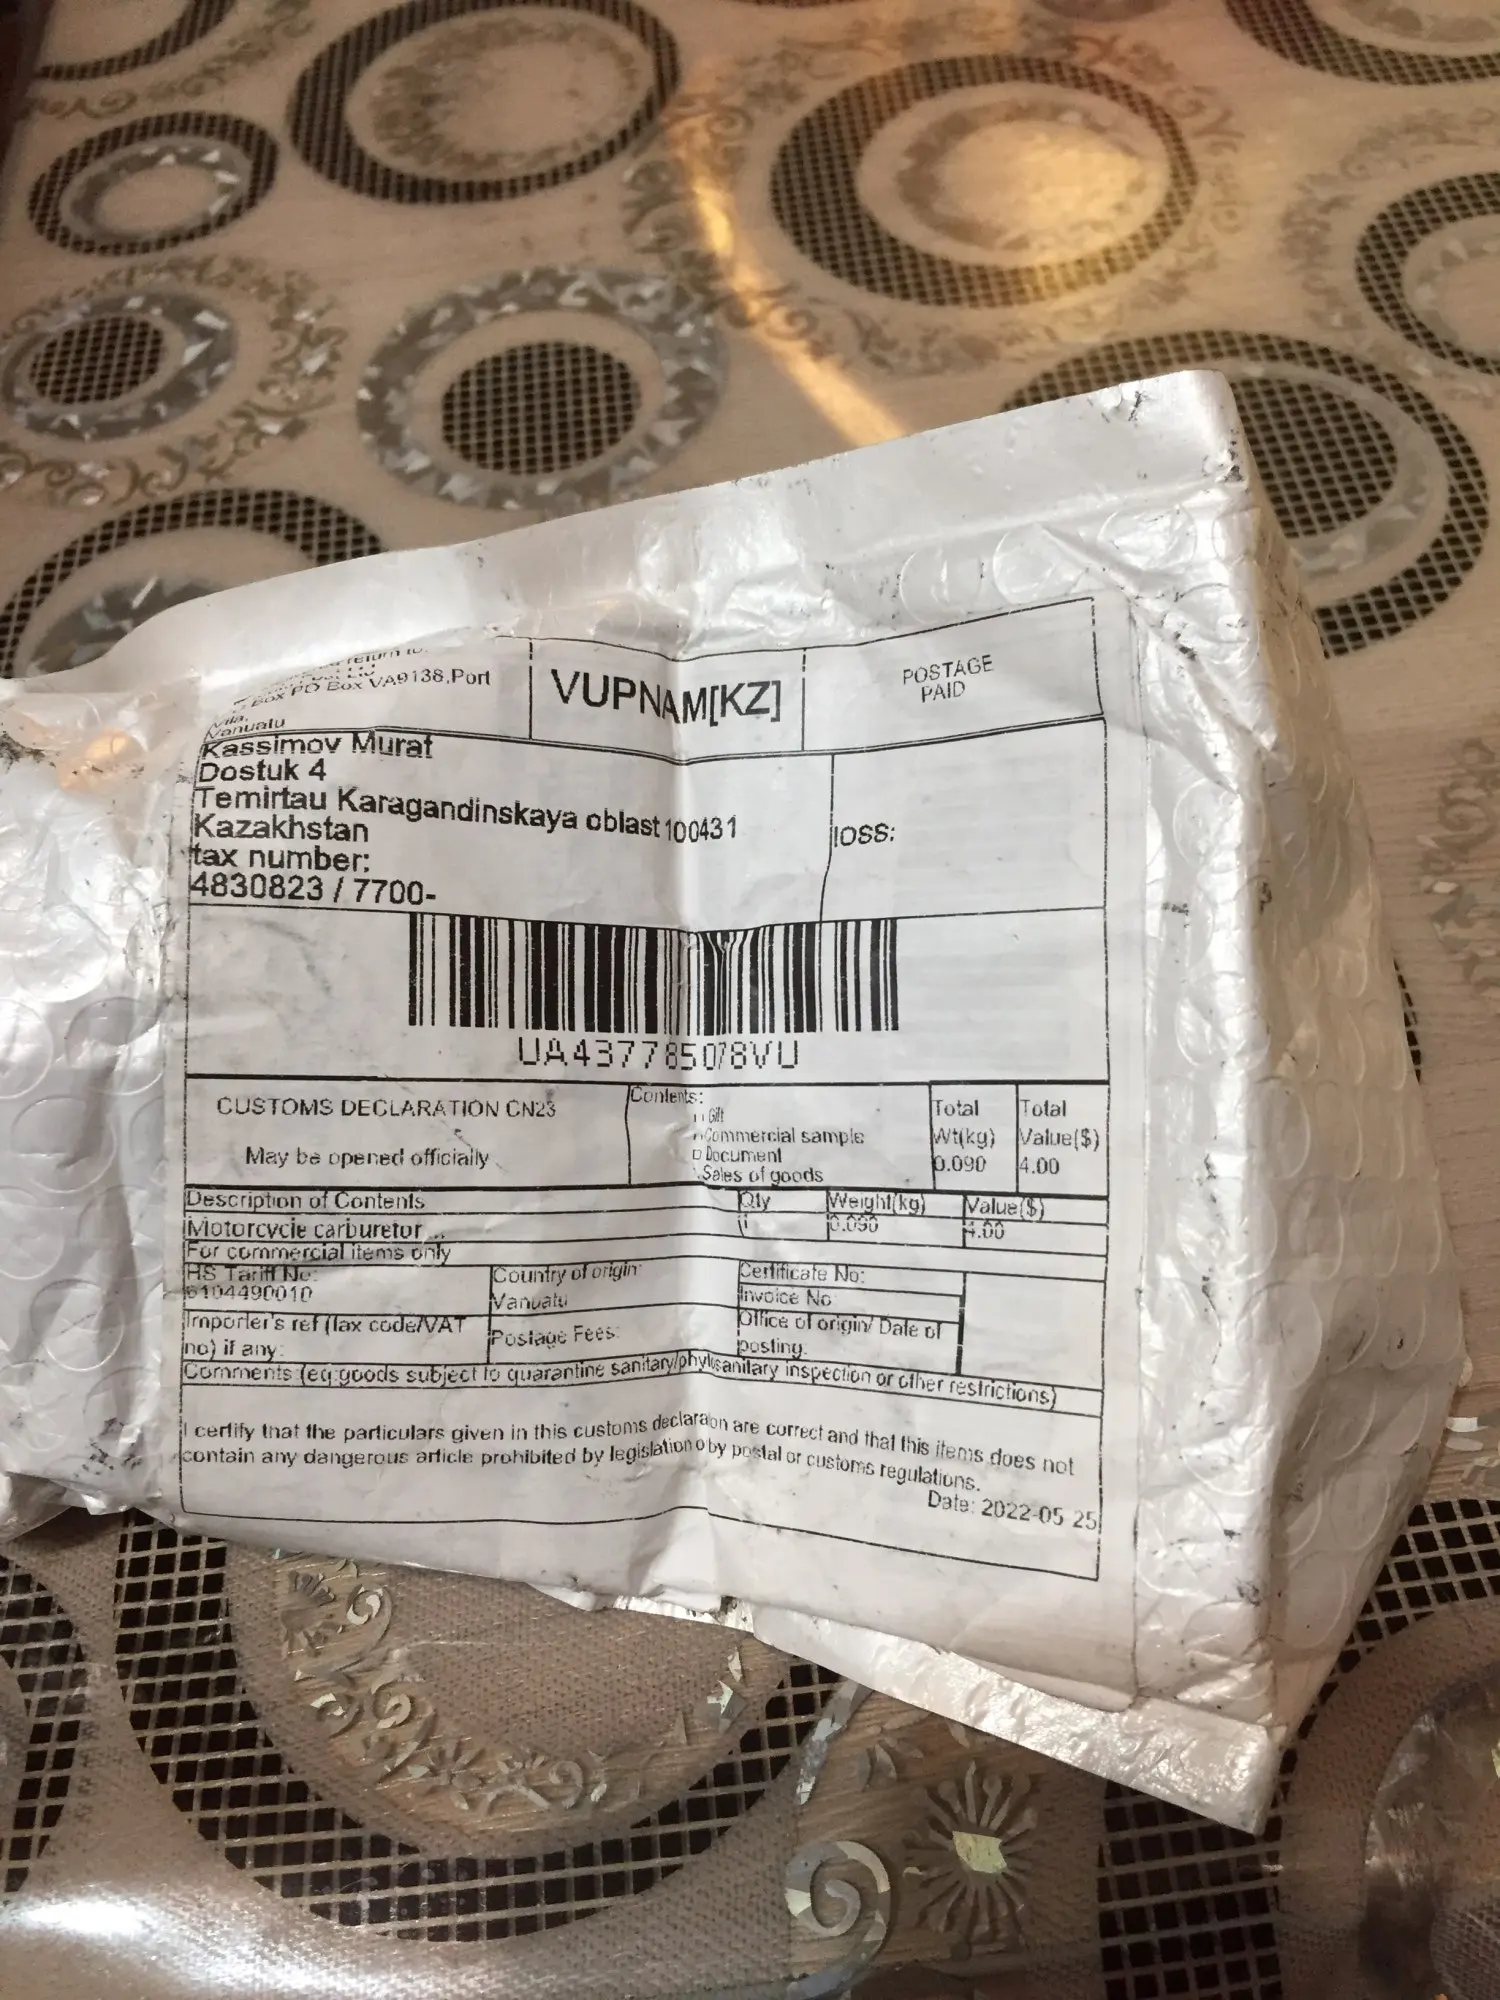 return to:
Box PO Box VA9138,Port
Vila,
Vanuatu
VUPNAM[KZ]
POSTAGE
PAID
Kassimov Murat
Dostuk 4
Temirtau Karagandinskaya oblast 100431
Kazakhstan
tax number:
4830823 / 7700-
IOSS:
UA437785078VU
CUSTOMS DECLARATION CN23
May be opened officially
Contents:
Gift
Commercial sample
Document
Sales of goods
Total
Wt(kg)
0.090
Total
Value($)
4.00
Description of Contents Qty Weight(kg) Value($)
Motorcycle carburetor ... 1 0.090 4.00
For commercial items only
HS Tariff No:
6104490010
Country of origin:
Vanuatu
Certificate No:
Invoice No
Importer's ref (tax code/VAT
no) if any:
Postage Fees:
Office of origin/ Date of
posting:
Comments (eq:goods subject to quarantine sanitary/phytosanitary inspection or other restrictions)
I certify that the particulars given in this customs declaration are correct and that this items does not
contain any dangerous article prohibited by legislation o by postal or customs regulations.
Date: 2022-05-25